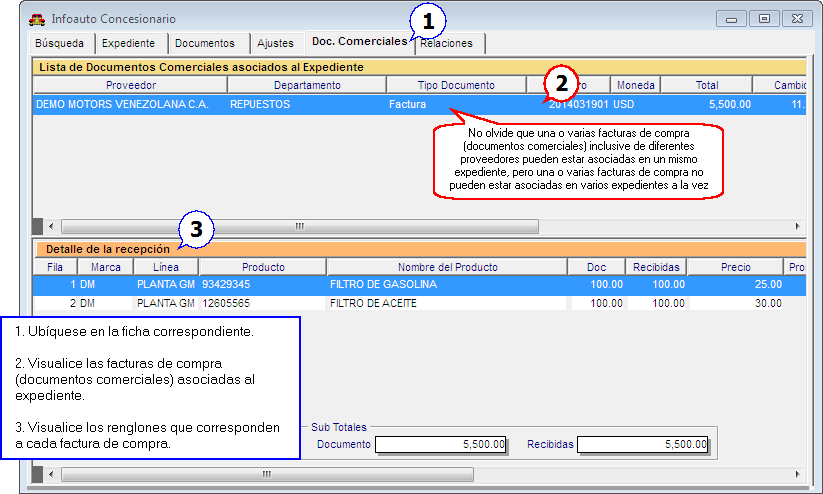 Infoauto Concesionario
1
Búsqueda Expediente Documentos Ajustes Doc. Comerciales Relaciones
Lista de Documentos Comerciales asociados al Expediente
Proveedor Departamento Tipo Documento 2 Moneda Total Cambio
DEMO MOTORS VENEZOLANA C.A. REPUESTOS Factura 2014031901 USD 5,500.00 11.
No olvide que una o varias facturas de compra
(documentos comerciales) inclusive de diferentes
proveedores pueden estar asociadas en un mismo
expediente, pero una o varias facturas de compra no
pueden estar asociadas en varios expedientes a la vez
3
Detalle de la recepción
Fila Marca Línea Producto Nombre del Producto Doc Recibidas Precio Pro
1 DM PLANTA GM 93429345 FILTRO DE GASOLINA 100.00 100.00 25.00
2 DM PLANTA GM 12605565 FILTRO DE ACEITE 100.00 100.00 30.00
1. Ubíquese en la ficha correspondiente.
2. Visualice las facturas de compra
(documentos comerciales) asociadas al
expediente.
3. Visualice los renglones que corresponden
a cada factura de compra.
Sub Totales
Documento 5,500.00 Recibidas 5,500.00